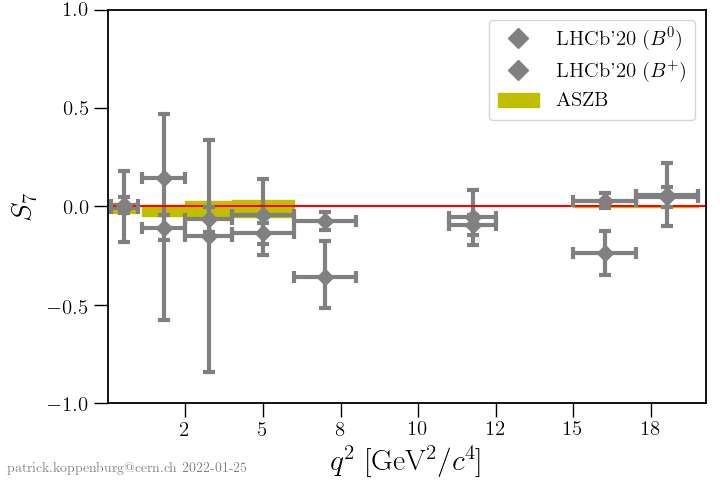 1.0
0.5
0.0
−0.5
−1.0
S7
LHCb'20 (B⁰)
LHCb'20 (B⁺)
ASZB
2 5 8 10 12 15 18
q² [GeV²/c⁴]
patrick.koppenburg@cern.ch 2022-01-25